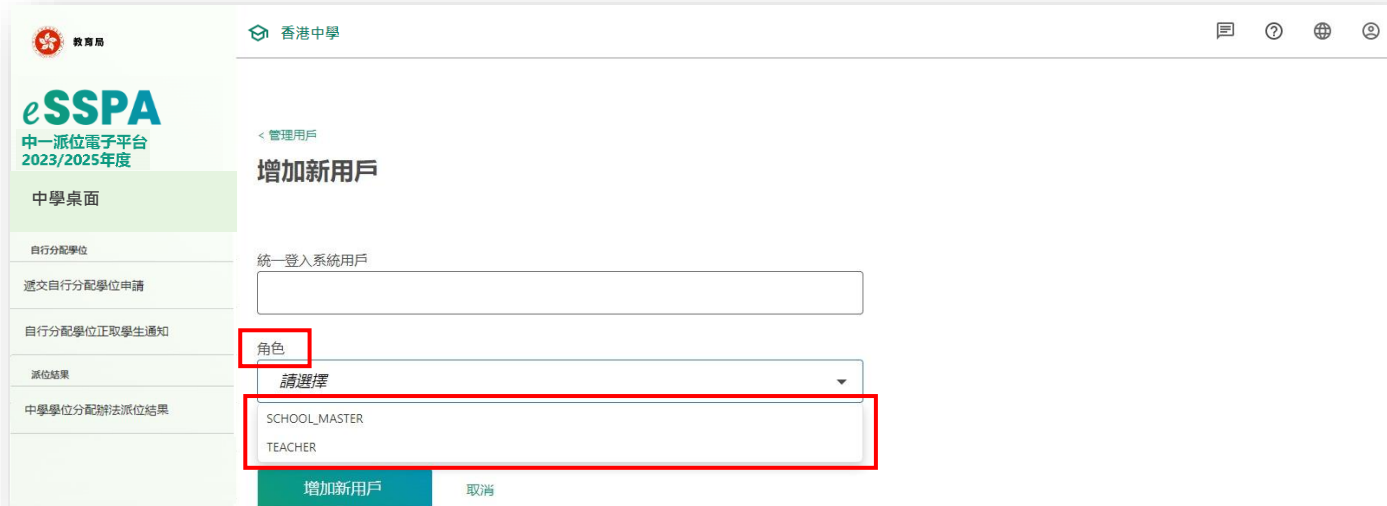 教育局
eSSPA
中一派位電子平台
2023/2025年度
中學桌面
自行分配學位
遞交自行分配學位申請
自行分配學位正取學生通知
派位結果
中學學位分配辦法派位結果
香港中學
< 管理用戶
增加新用戶
統一登入系統用戶
角色
請選擇
SCHOOL_MASTER
TEACHER
增加新用戶
取消